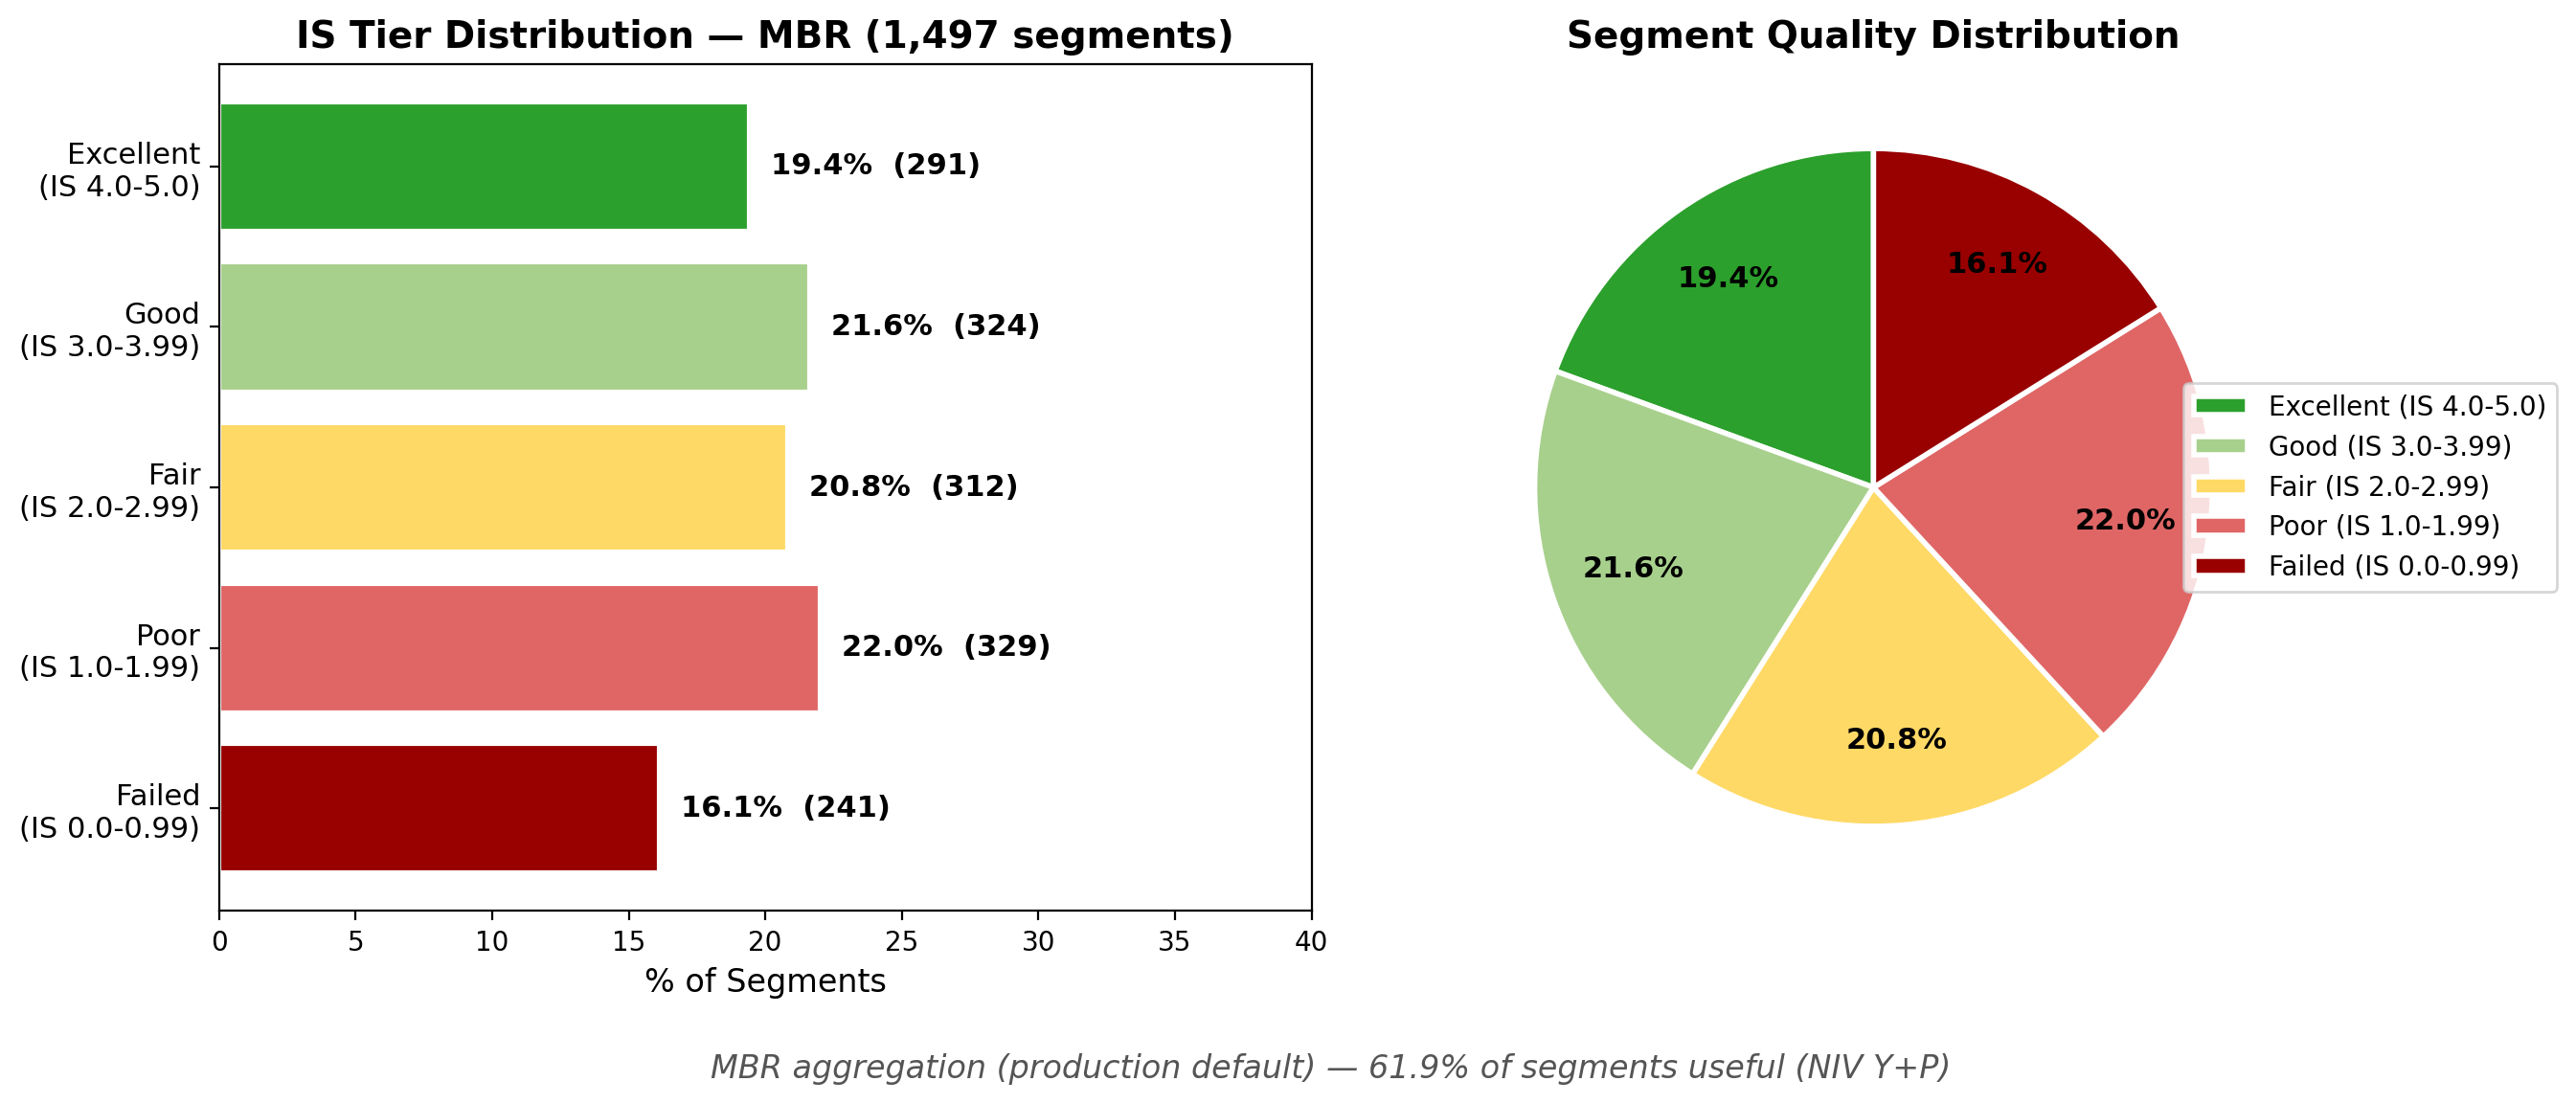 IS Tier Distribution — MBR (1,497 segments)
Excellent
(IS 4.0-5.0)
19.4%  (291)
Good
(IS 3.0-3.99)
21.6%  (324)
Fair
(IS 2.0-2.99)
20.8%  (312)
Poor
(IS 1.0-1.99)
22.0%  (329)
Failed
(IS 0.0-0.99)
16.1%  (241)
0 5 10 15 20 25 30 35 40
% of Segments
Segment Quality Distribution
19.4%
16.1%
21.6%
22.0%
20.8%
Excellent (IS 4.0-5.0)
Good (IS 3.0-3.99)
Fair (IS 2.0-2.99)
Poor (IS 1.0-1.99)
Failed (IS 0.0-0.99)
MBR aggregation (production default) — 61.9% of segments useful (NIV Y+P)